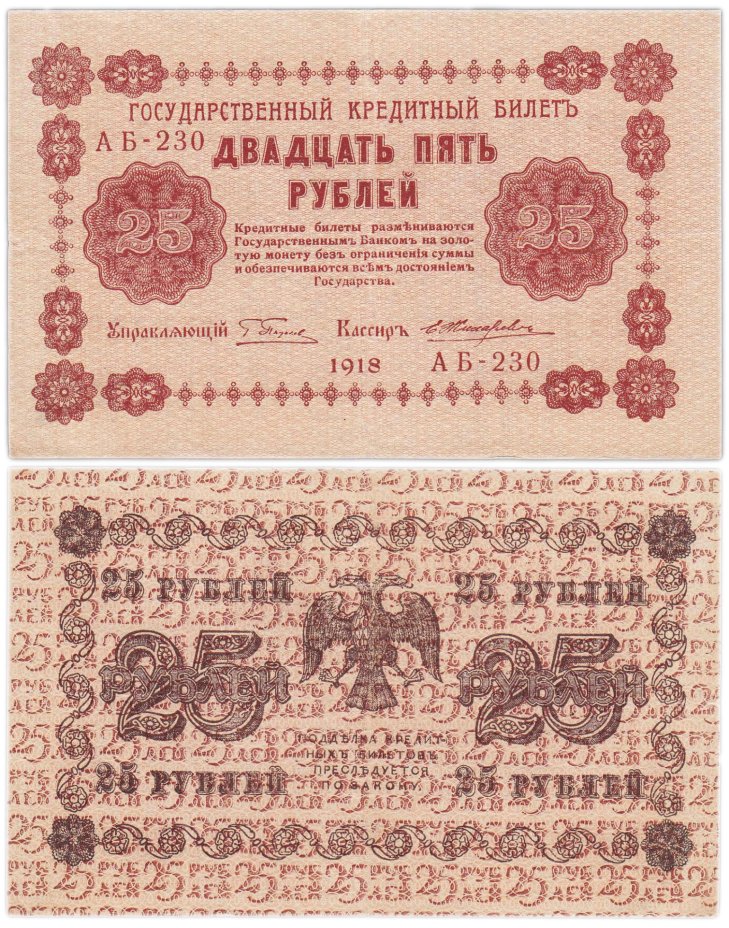 ГОСУДАРСТВЕННЫЙ КРЕДИТНЫЙ БИЛЕТЪ
АБ-230
ДВАДЦАТЬ ПЯТЬ
РУБЛЕЙ
25
25
Кредитные билеты размѣниваются
Государственнымъ Банкомъ на золо-
тую монету безъ ограниченія суммы
и обезпечиваются всѣмъ достояніемъ
Государства.
Управляющій
Кассиръ
1918
АБ-230
25 РУБЛЕЙ
25 РУБЛЕЙ
25
РУБЛЕЙ
25
РУБЛЕЙ
ПОДДѢЛКА КРЕДИТ-
НЫХЪ БИЛЕТОВЪ
ПРЕСЛѢДУЕТСЯ
ПО ЗАКОНУ.
25 РУБЛЕЙ
25 РУБЛЕЙ